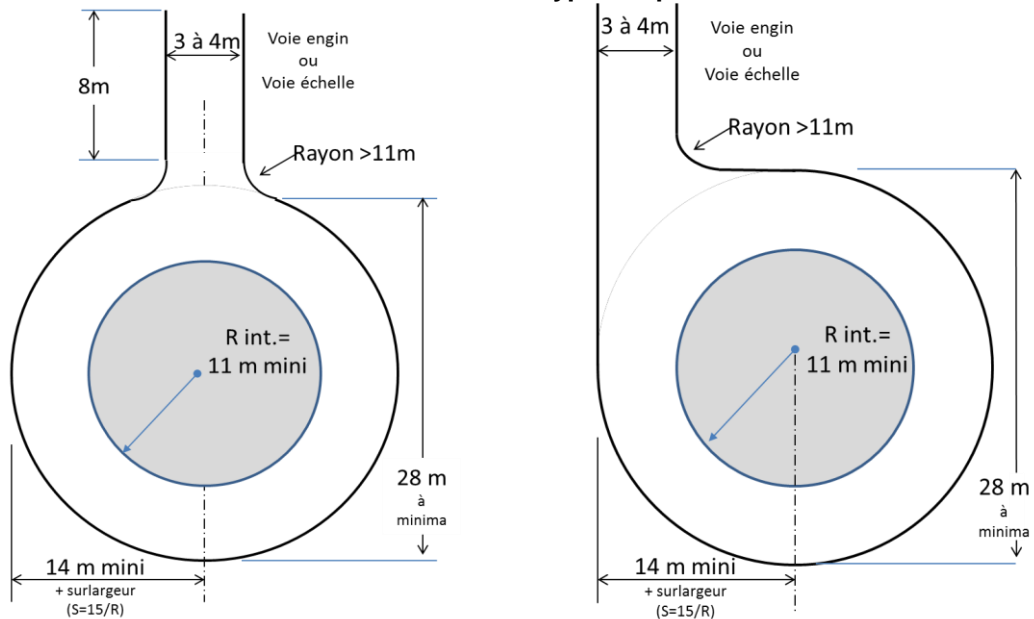 3 à 4m
Voie engin
ou
Voie échelle
8m
Rayon >11m
R int.=
11 m mini
28 m
à
minima
14 m mini
+ surlargeur
(S=15/R)
3 à 4m
Voie engin
ou
Voie échelle
Rayon >11m
R int.=
11 m mini
28 m
à
minima
14 m mini
+ surlargeur
(S=15/R)